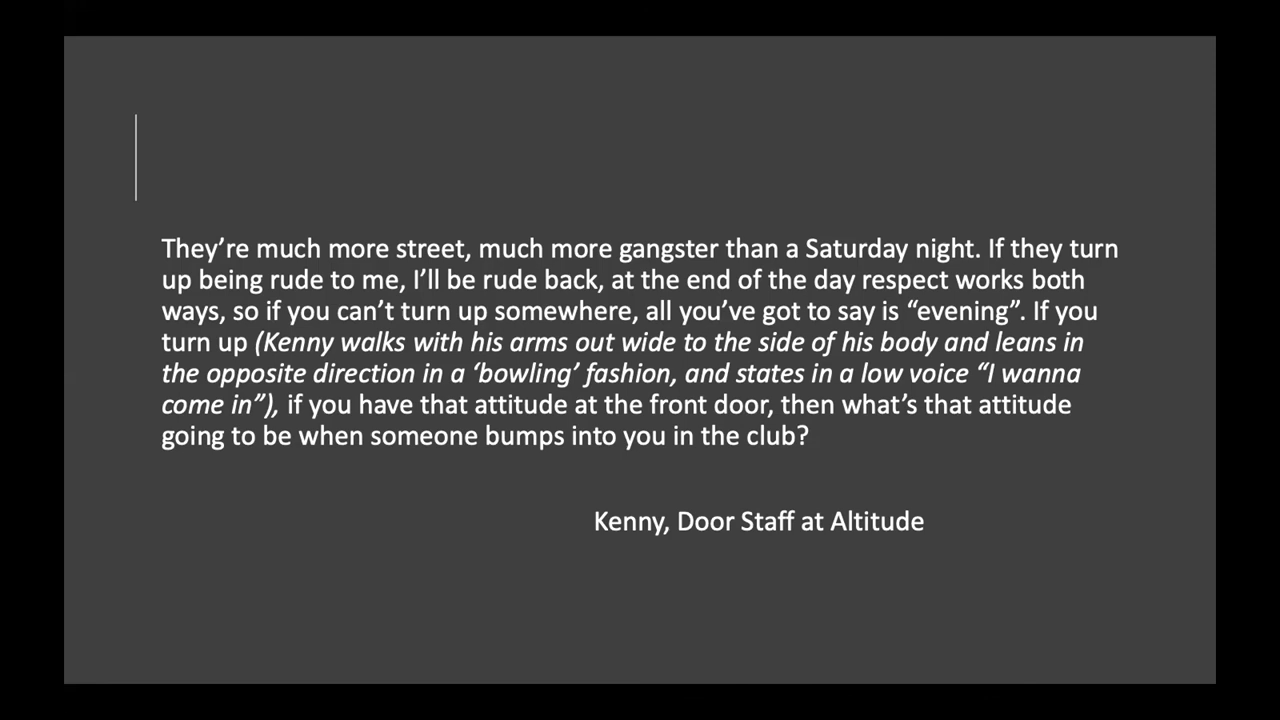 They’re much more street, much more gangster than a Saturday night. If they turn
up being rude to me, I’ll be rude back, at the end of the day respect works both
ways, so if you can’t turn up somewhere, all you’ve got to say is “evening”. If you
turn up (Kenny walks with his arms out wide to the side of his body and leans in
the opposite direction in a ‘bowling’ fashion, and states in a low voice “I wanna
come in”), if you have that attitude at the front door, then what’s that attitude
going to be when someone bumps into you in the club?
Kenny, Door Staff at Altitude